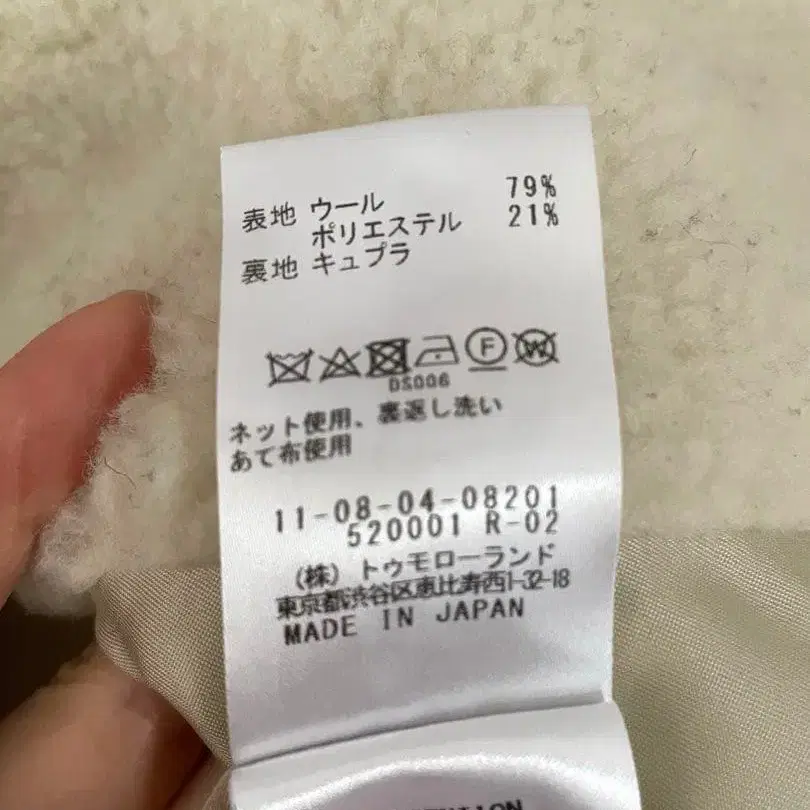 表地 ウール 79%
ポリエステル 21%
裏地 キュプラ
F W
DS006
ネット使用、裏返し洗い
あて布使用
11-08-04-08201
520001 R-02
(株) トゥモローランド
東京都渋谷区恵比寿西1-32-18
MADE IN JAPAN